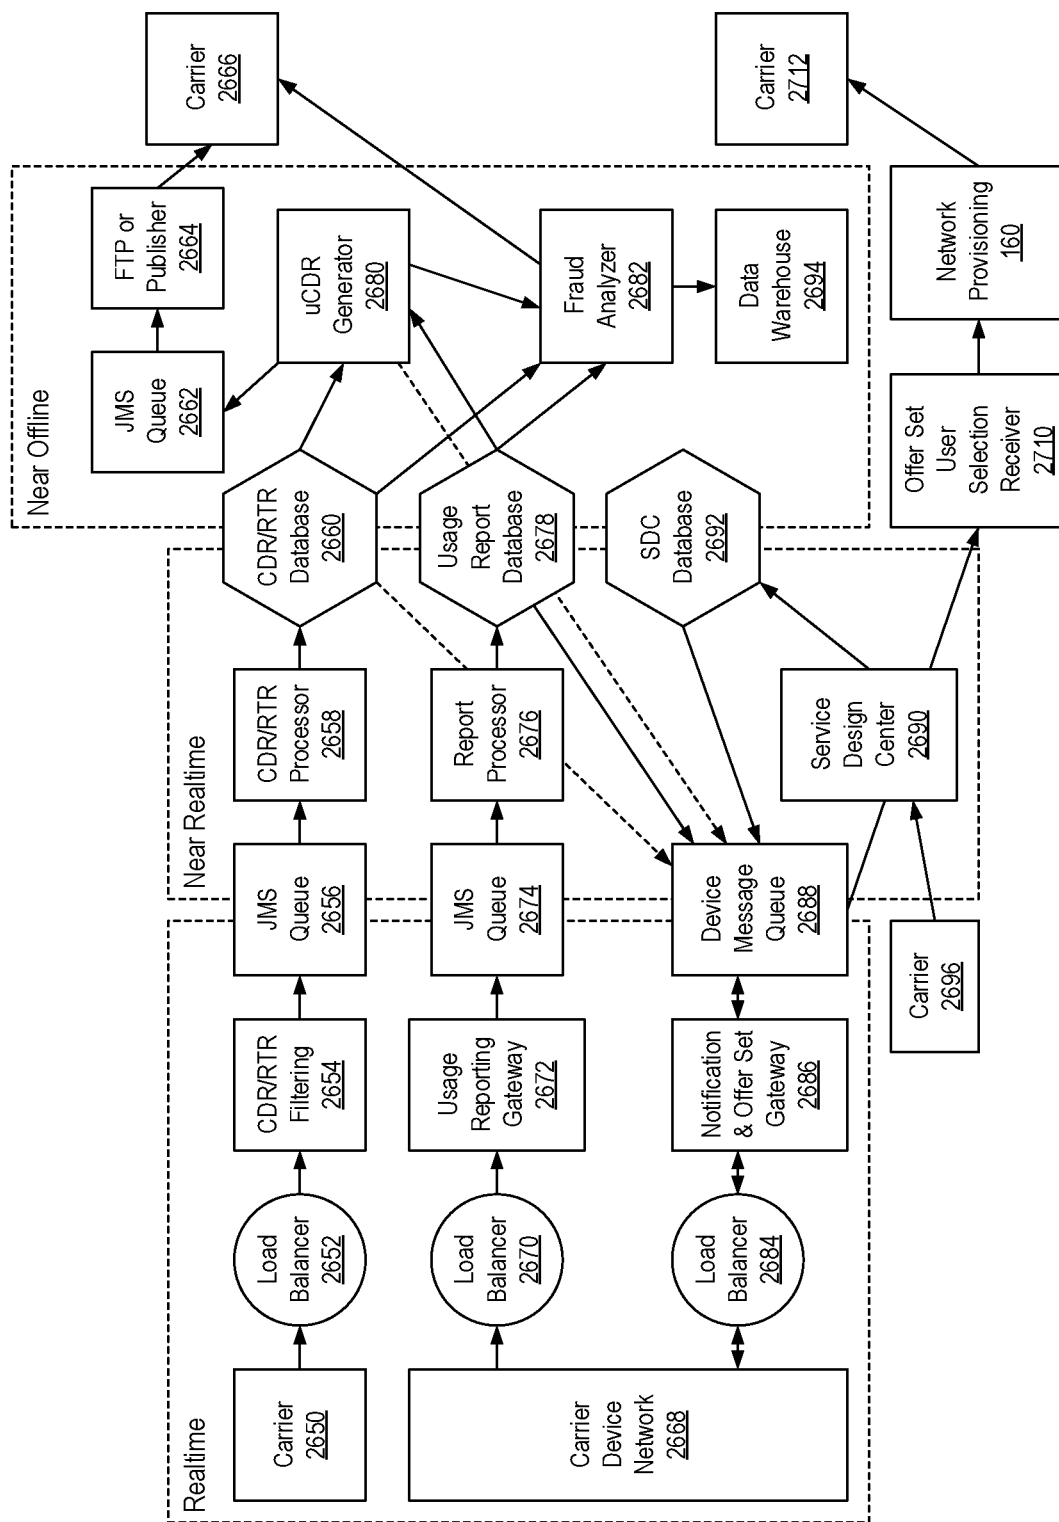 Realtime
Carrier
2650
Load
Balancer
2652
CDR/RTR
Filtering
2654
JMS
Queue
2656
Carrier
Device
Network
2668
Load
Balancer
2670
Usage
Reporting
Gateway
2672
JMS
Queue
2674
Load
Balancer
2684
Notification
& Offer Set
Gateway
2686
Device
Message
Queue
2688
Near Realtime
CDR/RTR
Processor
2658
CDR/RTR
Database
2660
Report
Processor
2676
Usage
Report
Database
2678
SDC
Database
2692
Service
Design
Center
2690
Carrier
2696
Near Offline
JMS
Queue
2662
FTP or
Publisher
2664
Carrier
2666
uCDR
Generator
2680
Fraud
Analyzer
2682
Data
Warehouse
2694
Offer Set
User
Selection
Receiver
2710
Network
Provisioning
160
Carrier
2712